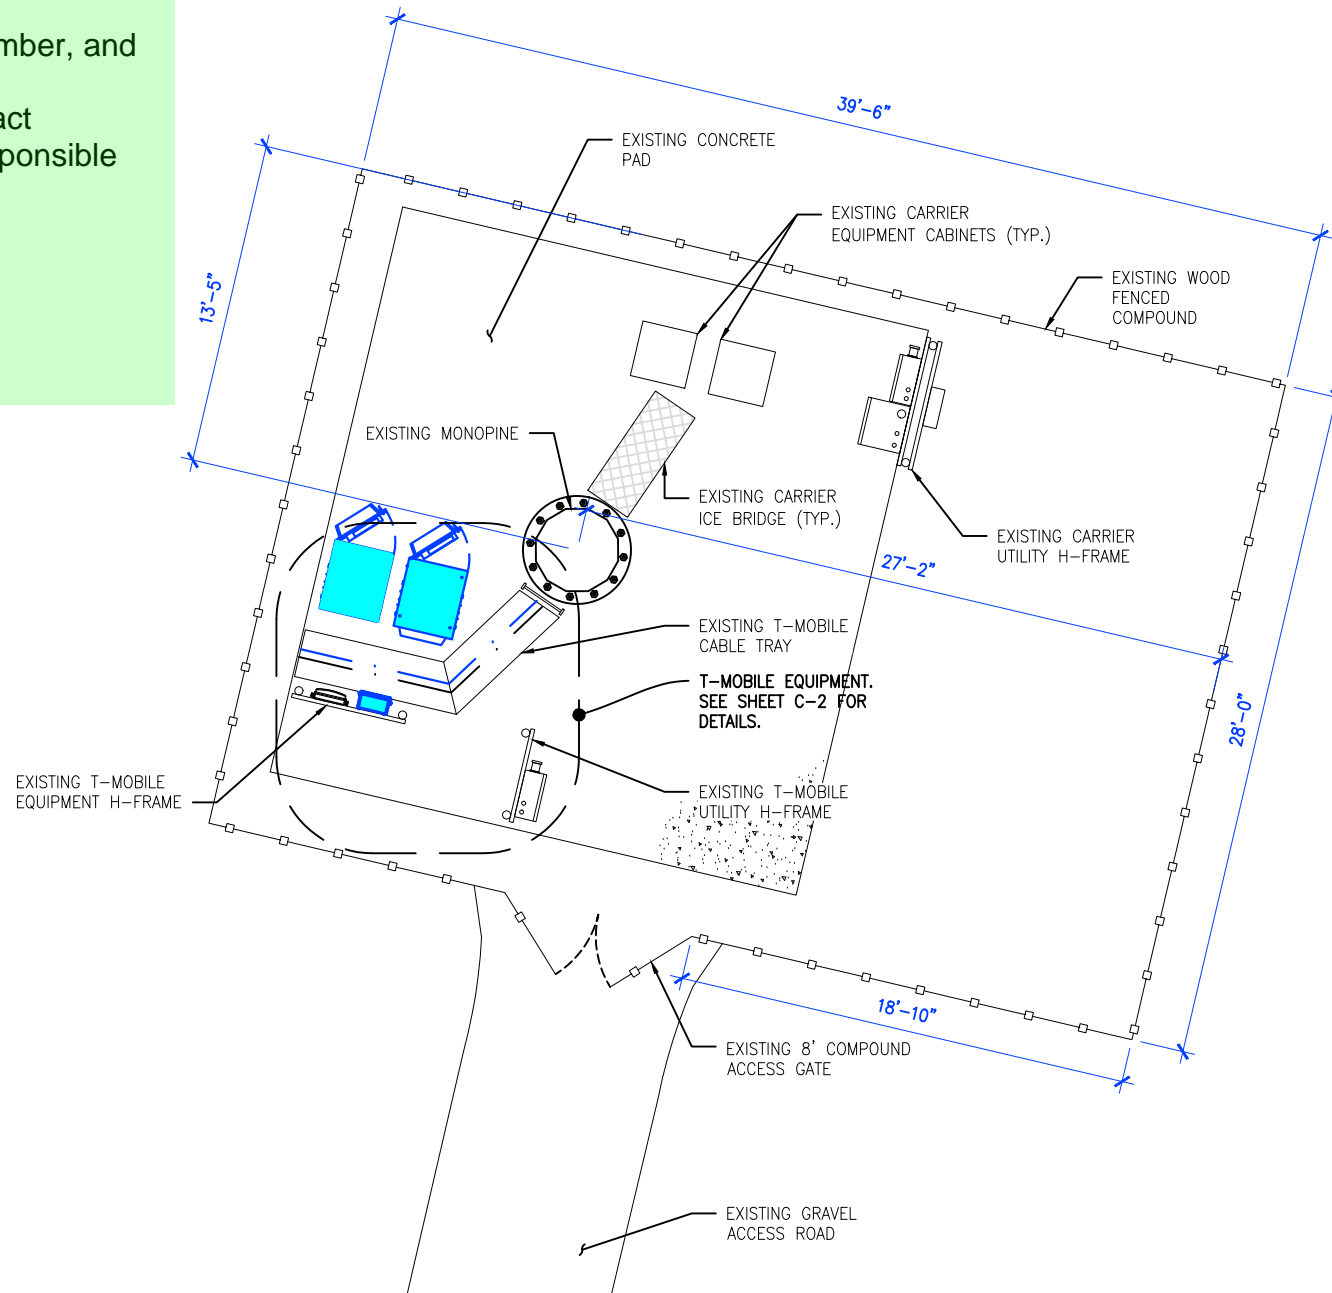 mber, and
act
ponsible
39'-6"
EXISTING CONCRETE
PAD
EXISTING CARRIER
EQUIPMENT CABINETS (TYP.)
EXISTING WOOD
FENCED
COMPOUND
13'-5"
EXISTING MONOPINE
EXISTING CARRIER
ICE BRIDGE (TYP.)
EXISTING CARRIER
UTILITY H-FRAME
27'-2"
EXISTING T-MOBILE
CABLE TRAY
T-MOBILE EQUIPMENT.
SEE SHEET C-2 FOR
DETAILS.
28'-0"
EXISTING T-MOBILE
EQUIPMENT H-FRAME
EXISTING T-MOBILE
UTILITY H-FRAME
18'-10"
EXISTING 8' COMPOUND
ACCESS GATE
EXISTING GRAVEL
ACCESS ROAD